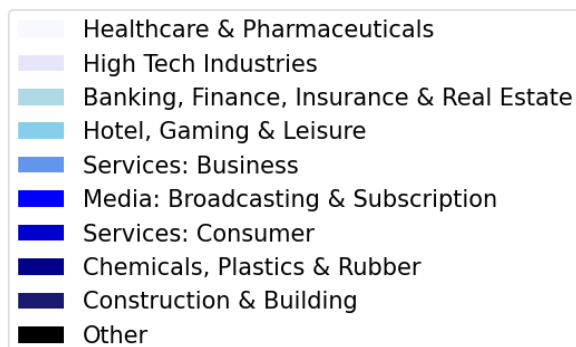 Healthcare & Pharmaceuticals
High Tech Industries
Banking, Finance, Insurance & Real Estate
Hotel, Gaming & Leisure
Services: Business
Media: Broadcasting & Subscription
Services: Consumer
Chemicals, Plastics & Rubber
Construction & Building
Other